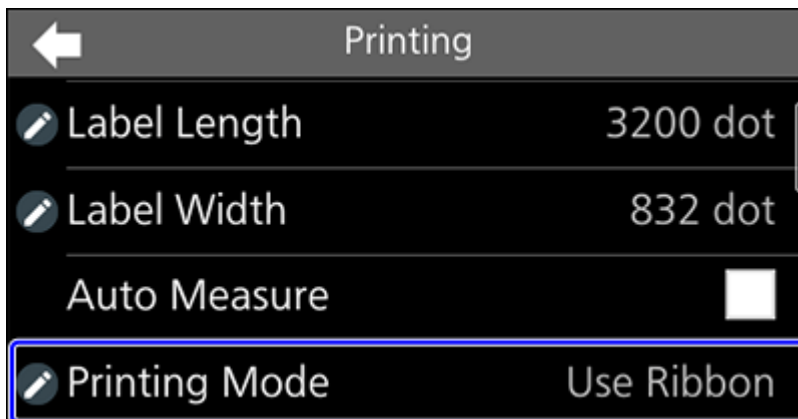 Printing
Label Length 3200 dot
Label Width 832 dot
Auto Measure
Printing Mode Use Ribbon